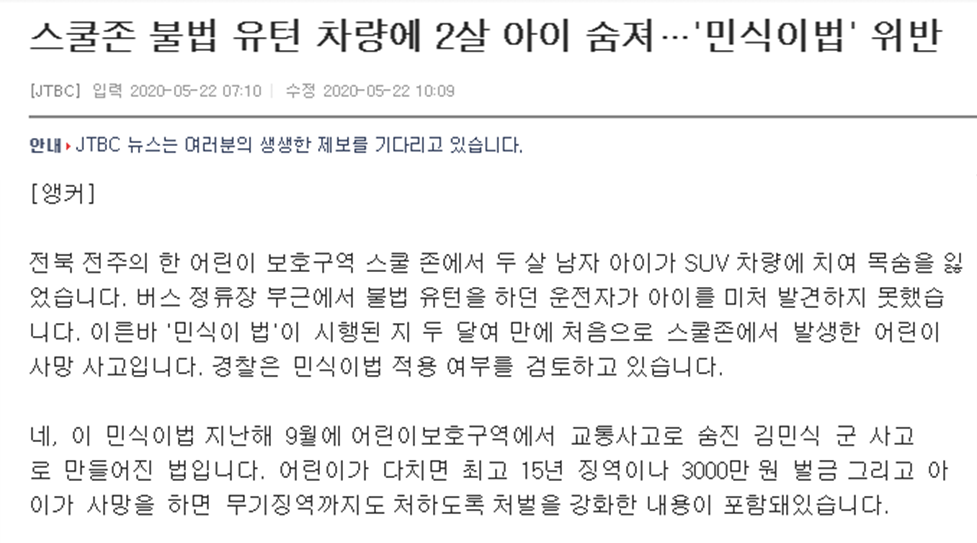 스쿨존 불법 유턴 차량에 2살 아이 숨져…'민식이법' 위반
[JTBC] 입력 2020-05-22 07:10 | 수정 2020-05-22 10:09
안내 ▸ JTBC 뉴스는 여러분의 생생한 제보를 기다리고 있습니다.
[앵커]
전북 전주의 한 어린이 보호구역 스쿨 존에서 두 살 남자 아이가 SUV 차량에 치여 목숨을 잃
었습니다. 버스 정류장 부근에서 불법 유턴을 하던 운전자가 아이를 미처 발견하지 못했습
니다. 이른바 '민식이 법'이 시행된 지 두 달여 만에 처음으로 스쿨존에서 발생한 어린이
사망 사고입니다. 경찰은 민식이법 적용 여부를 검토하고 있습니다.
네, 이 민식이법 지난해 9월에 어린이보호구역에서 교통사고로 숨진 김민식 군 사고
로 만들어진 법입니다. 어린이가 다치면 최고 15년 징역이나 3000만 원 벌금 그리고 아
이가 사망을 하면 무기징역까지도 처하도록 처벌을 강화한 내용이 포함돼있습니다.